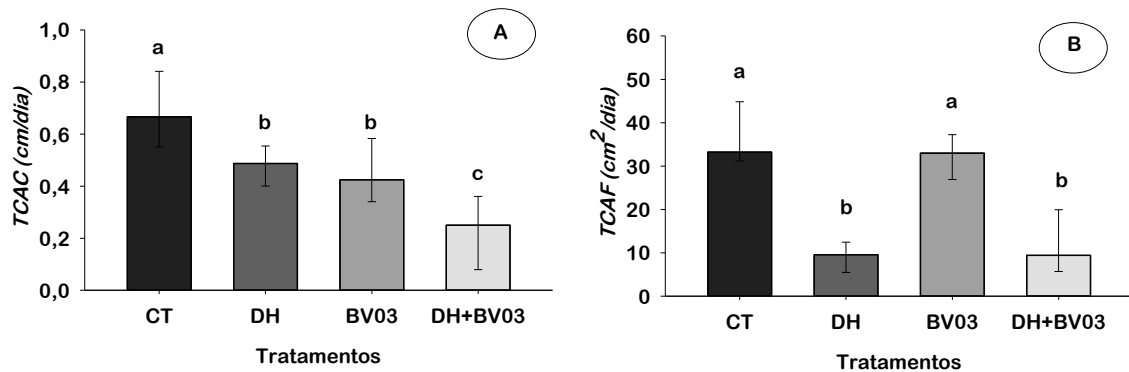 A
1,0
0,8
0,6
0,4
0,2
0,0
TCAC (cm/dia)
a
b
b
c
CT DH BV03 DH+BV03
Tratamentos
B
60
50
40
30
20
10
0
TCAF (cm²/dia)
a
b
a
b
CT DH BV03 DH+BV03
Tratamentos